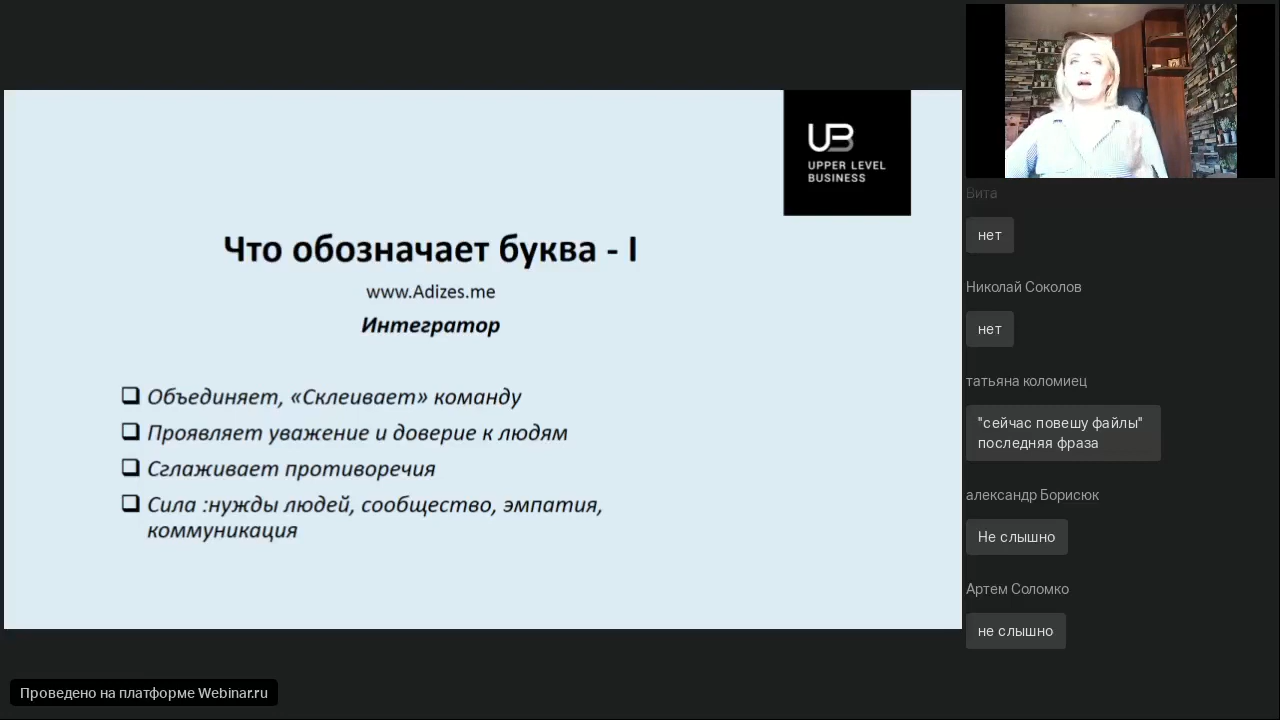 UB
UPPER LEVEL
BUSINESS
Что обозначает буква - I
www.Adizes.me
Интегратор
Объединяет, «Склеивает» команду
Проявляет уважение и доверие к людям
Сглаживает противоречия
Сила :нужды людей, сообщество, эмпатия,
коммуникация
Вита
нет
Николай Соколов
нет
татьяна коломиец
"сейчас повешу файлы"
последняя фраза
александр Борисюк
Не слышно
Артем Соломко
не слышно
Проведено на платформе Webinar.ru